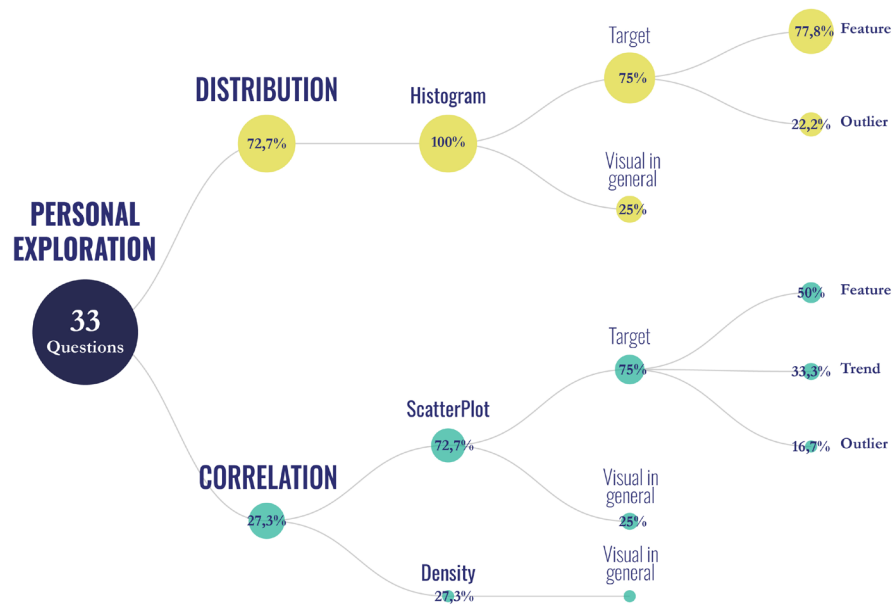 PERSONAL
EXPLORATION
33
Questions
DISTRIBUTION
72,7%
Histogram
100%
Target
75%
77,8% Feature
22,2% Outlier
Visual in
general
25%
CORRELATION
27,3%
ScatterPlot
72,7%
Target
75%
50% Feature
33,3% Trend
16,7% Outlier
Visual in
general
25%
Density
27,3%
Visual in
general